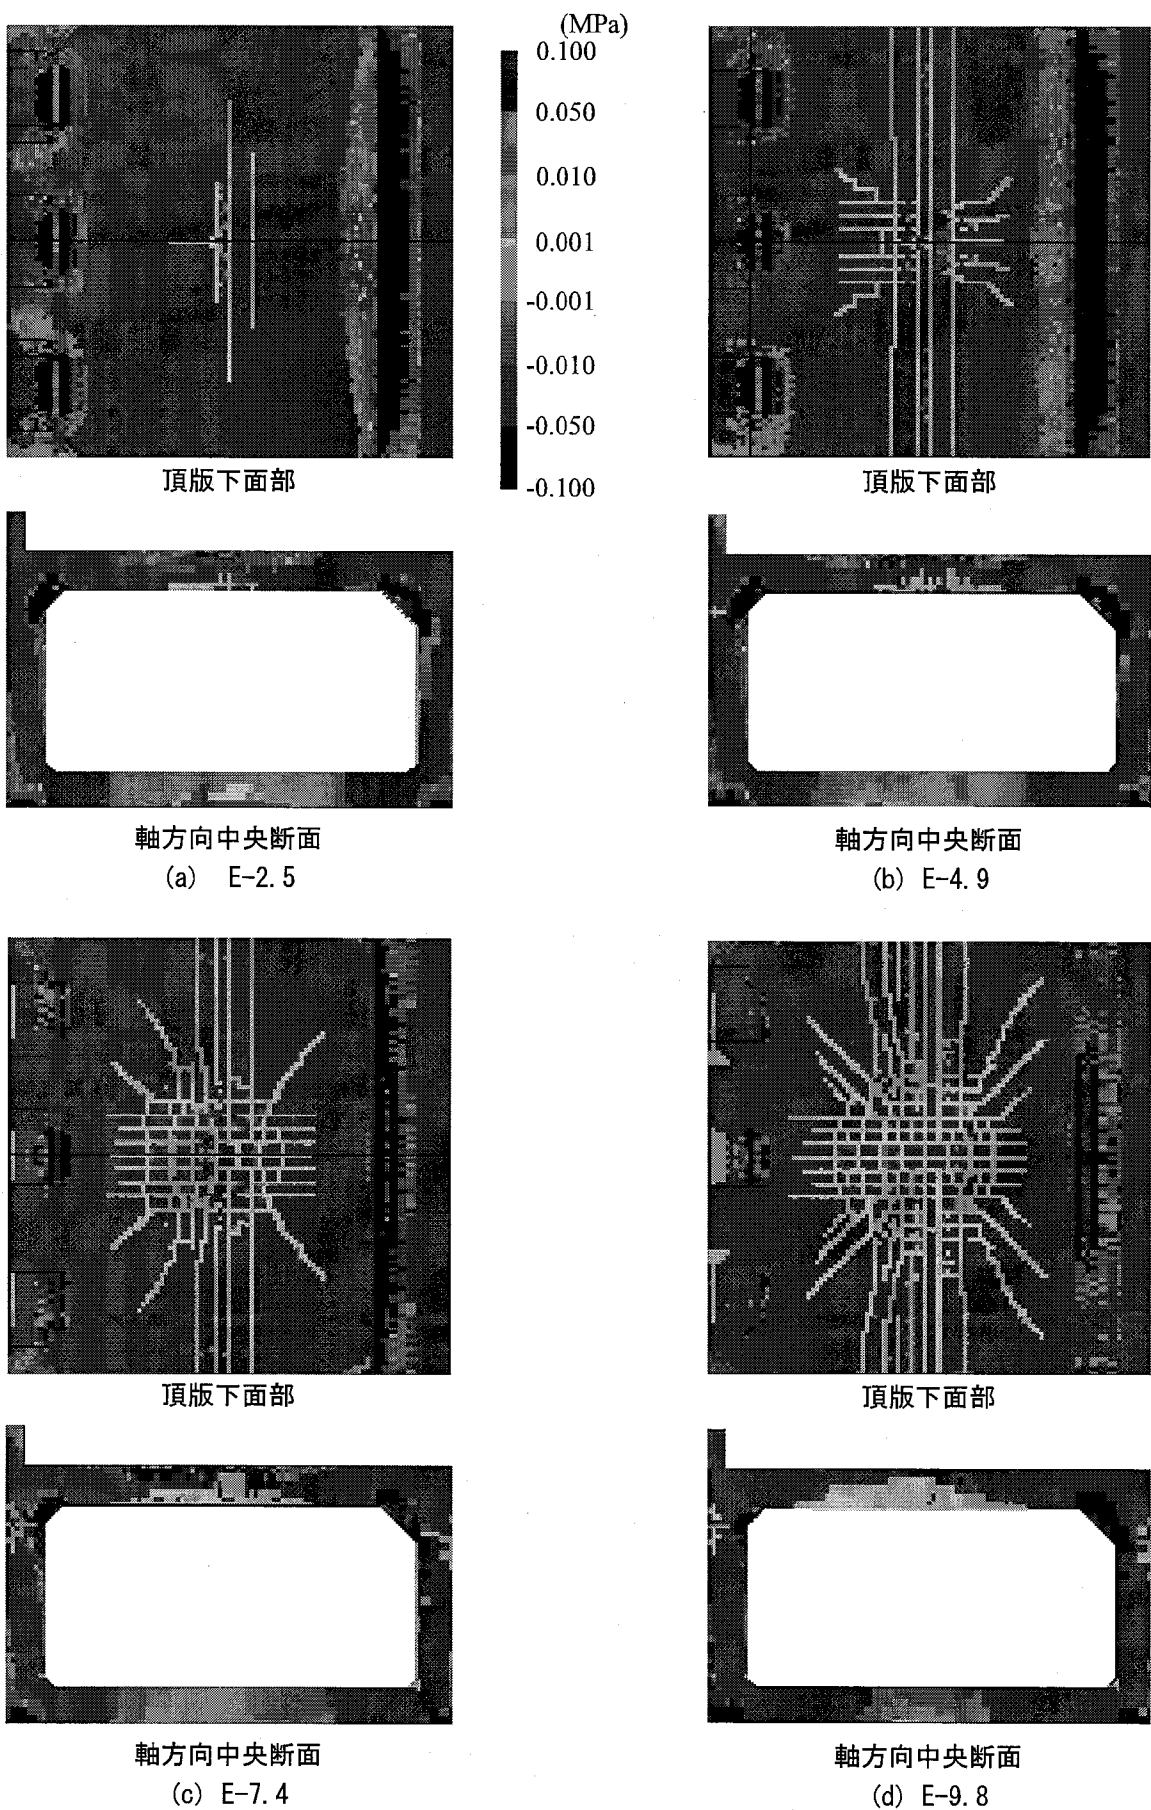 (MPa)
0.100
0.050
0.010
0.001
-0.001
-0.010
-0.050
-0.100
頂版下面部
頂版下面部
軸方向中央断面
(a) E-2.5
軸方向中央断面
(b) E-4.9
頂版下面部
頂版下面部
軸方向中央断面
(c) E-7.4
軸方向中央断面
(d) E-9.8